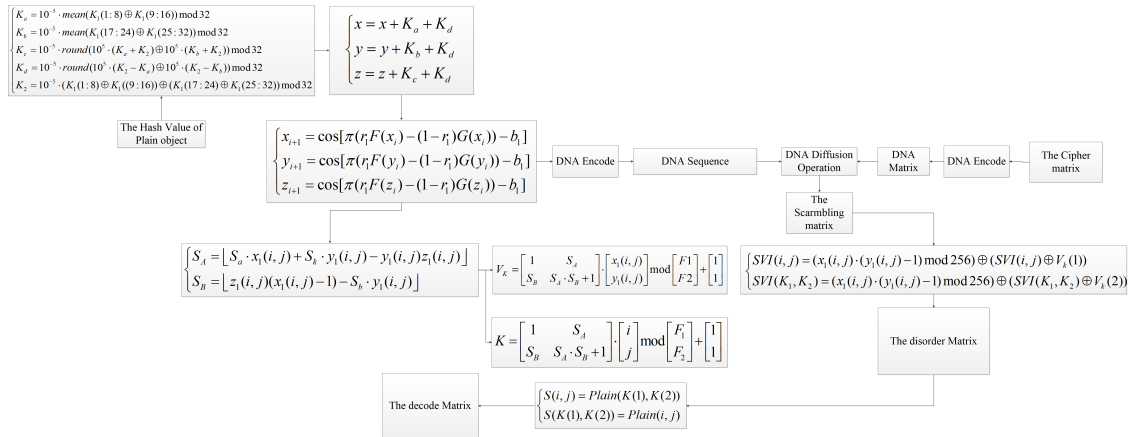 K_a = 10^-5 · mean(K_1(1:8) ⊕ K_1(9:16)) mod 32
K_b = 10^-5 · mean(K_1(17:24) ⊕ K_1(25:32)) mod 32
K_c = 10^-5 · round(10^5 · (K_a + K_2) ⊕ 10^5 · (K_b + K_2)) mod 32
K_d = 10^-5 · round(10^5 · (K_2 − K_a) ⊕ 10^5 · (K_2 − K_b)) mod 32
K_2 = 10^-5 · (K_1(1:8) ⊕ K_1((9:16)) ⊕ (K_1(17:24) ⊕ K_1(25:32)) mod 32
x = x + K_a + K_d
y = y + K_b + K_d
z = z + K_c + K_d
The Hash Value of
Plain object
x_{i+1} = cos[π(r_1F(x_i) − (1 − r_1)G(x_i)) − b_1]
y_{i+1} = cos[π(r_1F(y_i) − (1 − r_1)G(y_i)) − b_1]
z_{i+1} = cos[π(r_1F(z_i) − (1 − r_1)G(z_i)) − b_1]
DNA Encode
DNA Sequence
DNA Diffusion
Operation
DNA
Matrix
DNA Encode
The Cipher
matrix
The
Scarmbling
matrix
S_A = ⌊S_a · x_1(i, j) + S_k · y_1(i, j) − y_1(i, j)z_1(i, j)⌋
S_B = ⌊z_1(i, j)(x_1(i, j) − 1) − S_b · y_1(i, j)⌋
V_K = [1 S_A; S_B S_A · S_B + 1] · [x_1(i, j); y_1(i, j)] mod [F1; F2] + [1; 1]
SVI(i, j) = (x_1(i, j) · (y_1(i, j) − 1) mod 256) ⊕ (SVI(i, j) ⊕ V_k(1))
SVI(K_1, K_2) = (x_1(i, j) · (y_1(i, j) − 1) mod 256) ⊕ (SVI(K_1, K_2) ⊕ V_k(2))
K = [1 S_A; S_B S_A · S_B + 1] · [i; j] mod [F_1; F_2] + [1; 1]
The disorder Matrix
The decode Matrix
S(i, j) = Plain(K(1), K(2))
S(K(1), K(2)) = Plain(i, j)